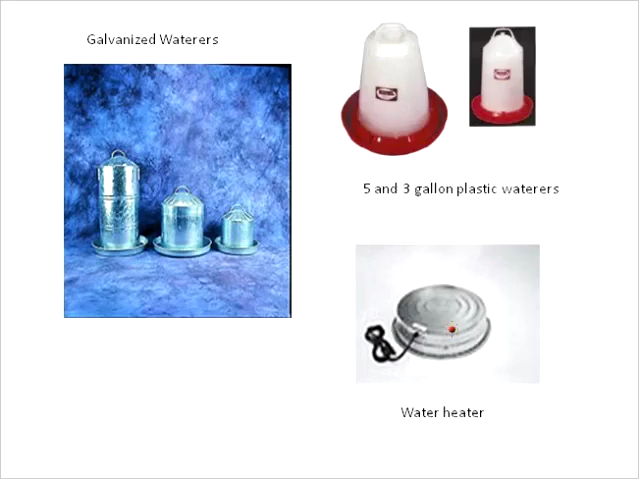 Galvanized Waterers
5 and 3 gallon plastic waterers
Water heater